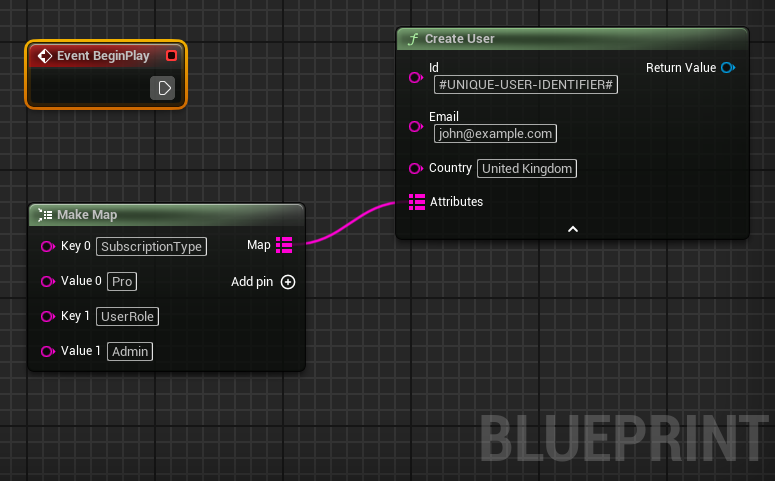 Event BeginPlay
Create User
Id
#UNIQUE-USER-IDENTIFIER#
Return Value
Email
john@example.com
Country United Kingdom
Attributes
Make Map
Key 0 SubscriptionType
Map
Value 0 Pro
Add pin
Key 1 UserRole
Value 1 Admin
BLUEPRINT